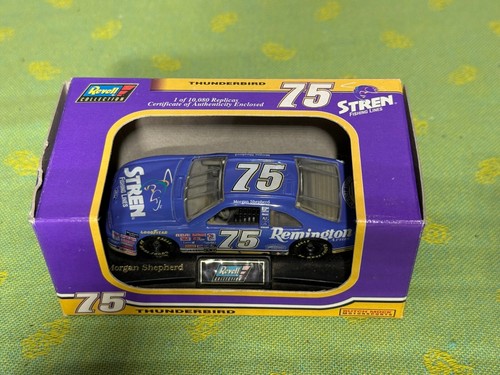 THUNDERBIRD
75
Revell
COLLECTION
1 of 10,080 Replicas
Certificate of Authenticity Enclosed
STREN
FISHING LINES
75
Morgan Shepherd
STREN
FISHING LINES
GOODYEAR
75
Remington
Morgan Shepherd
Revell
COLLECTION
75
THUNDERBIRD